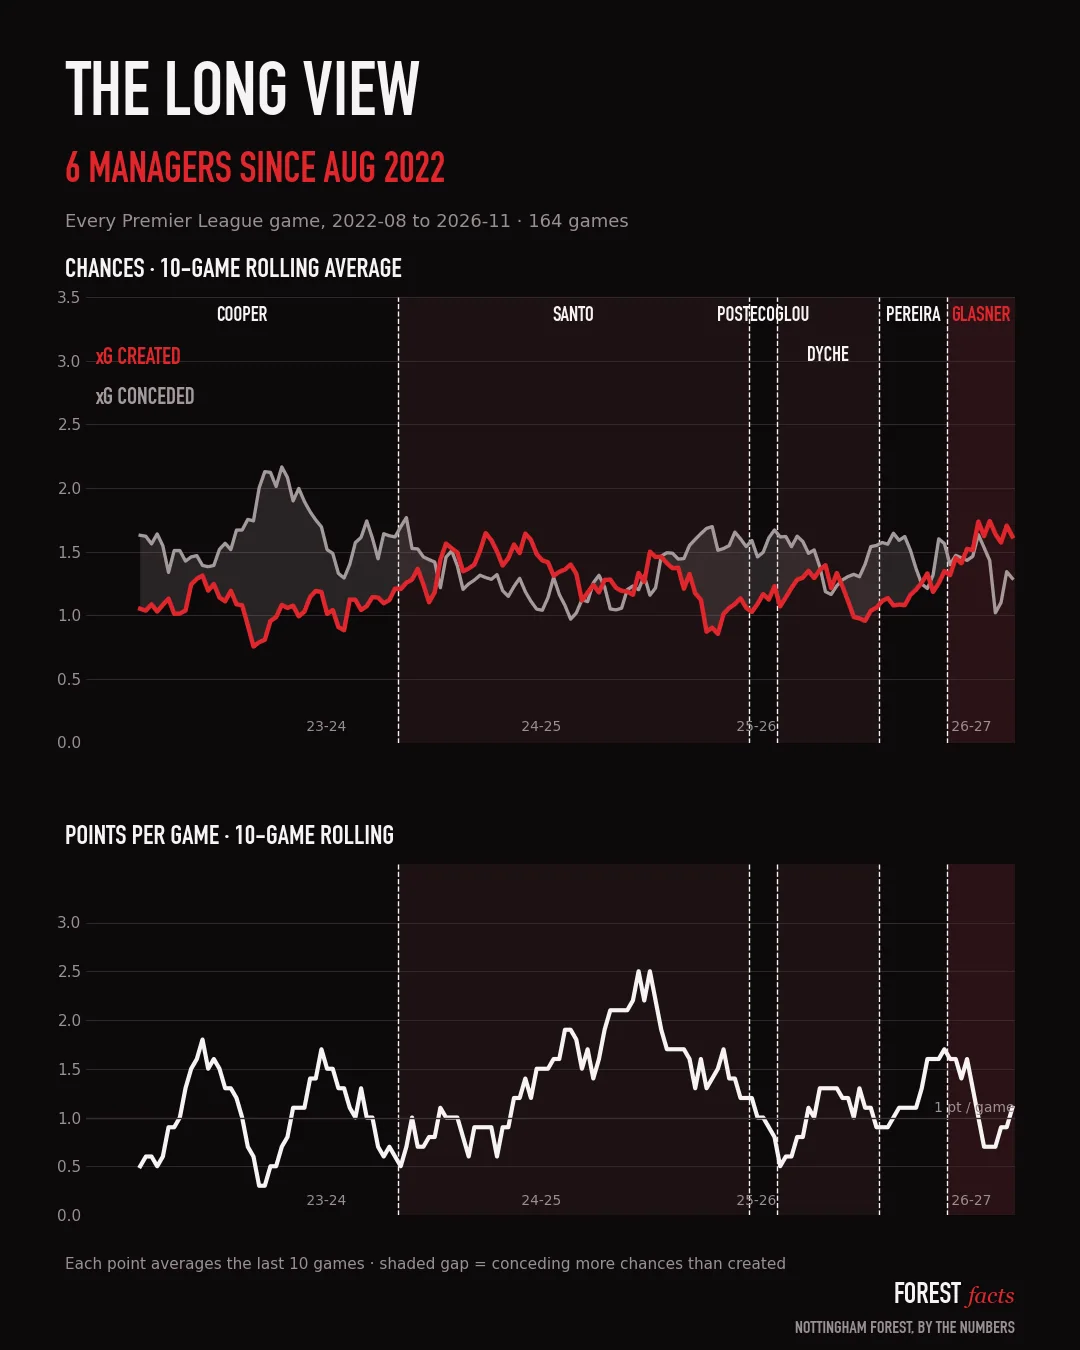 THE LONG VIEW
6 MANAGERS SINCE AUG 2022
Every Premier League game, 2022-08 to 2026-11 · 164 games
CHANCES · 10-GAME ROLLING AVERAGE
3.5
COOPER SANTO POSTECOGLOU PEREIRA GLASNER
3.0 xG CREATED DYCHE
xG CONCEDED
2.5
2.0
1.5
1.0
0.5
23-24 24-25 25-26 26-27
0.0
POINTS PER GAME · 10-GAME ROLLING
3.0
2.5
2.0
1.5
1 pt / game
1.0
0.5
23-24 24-25 25-26 26-27
0.0
Each point averages the last 10 games · shaded gap = conceding more chances than created
FOREST facts
NOTTINGHAM FOREST, BY THE NUMBERS